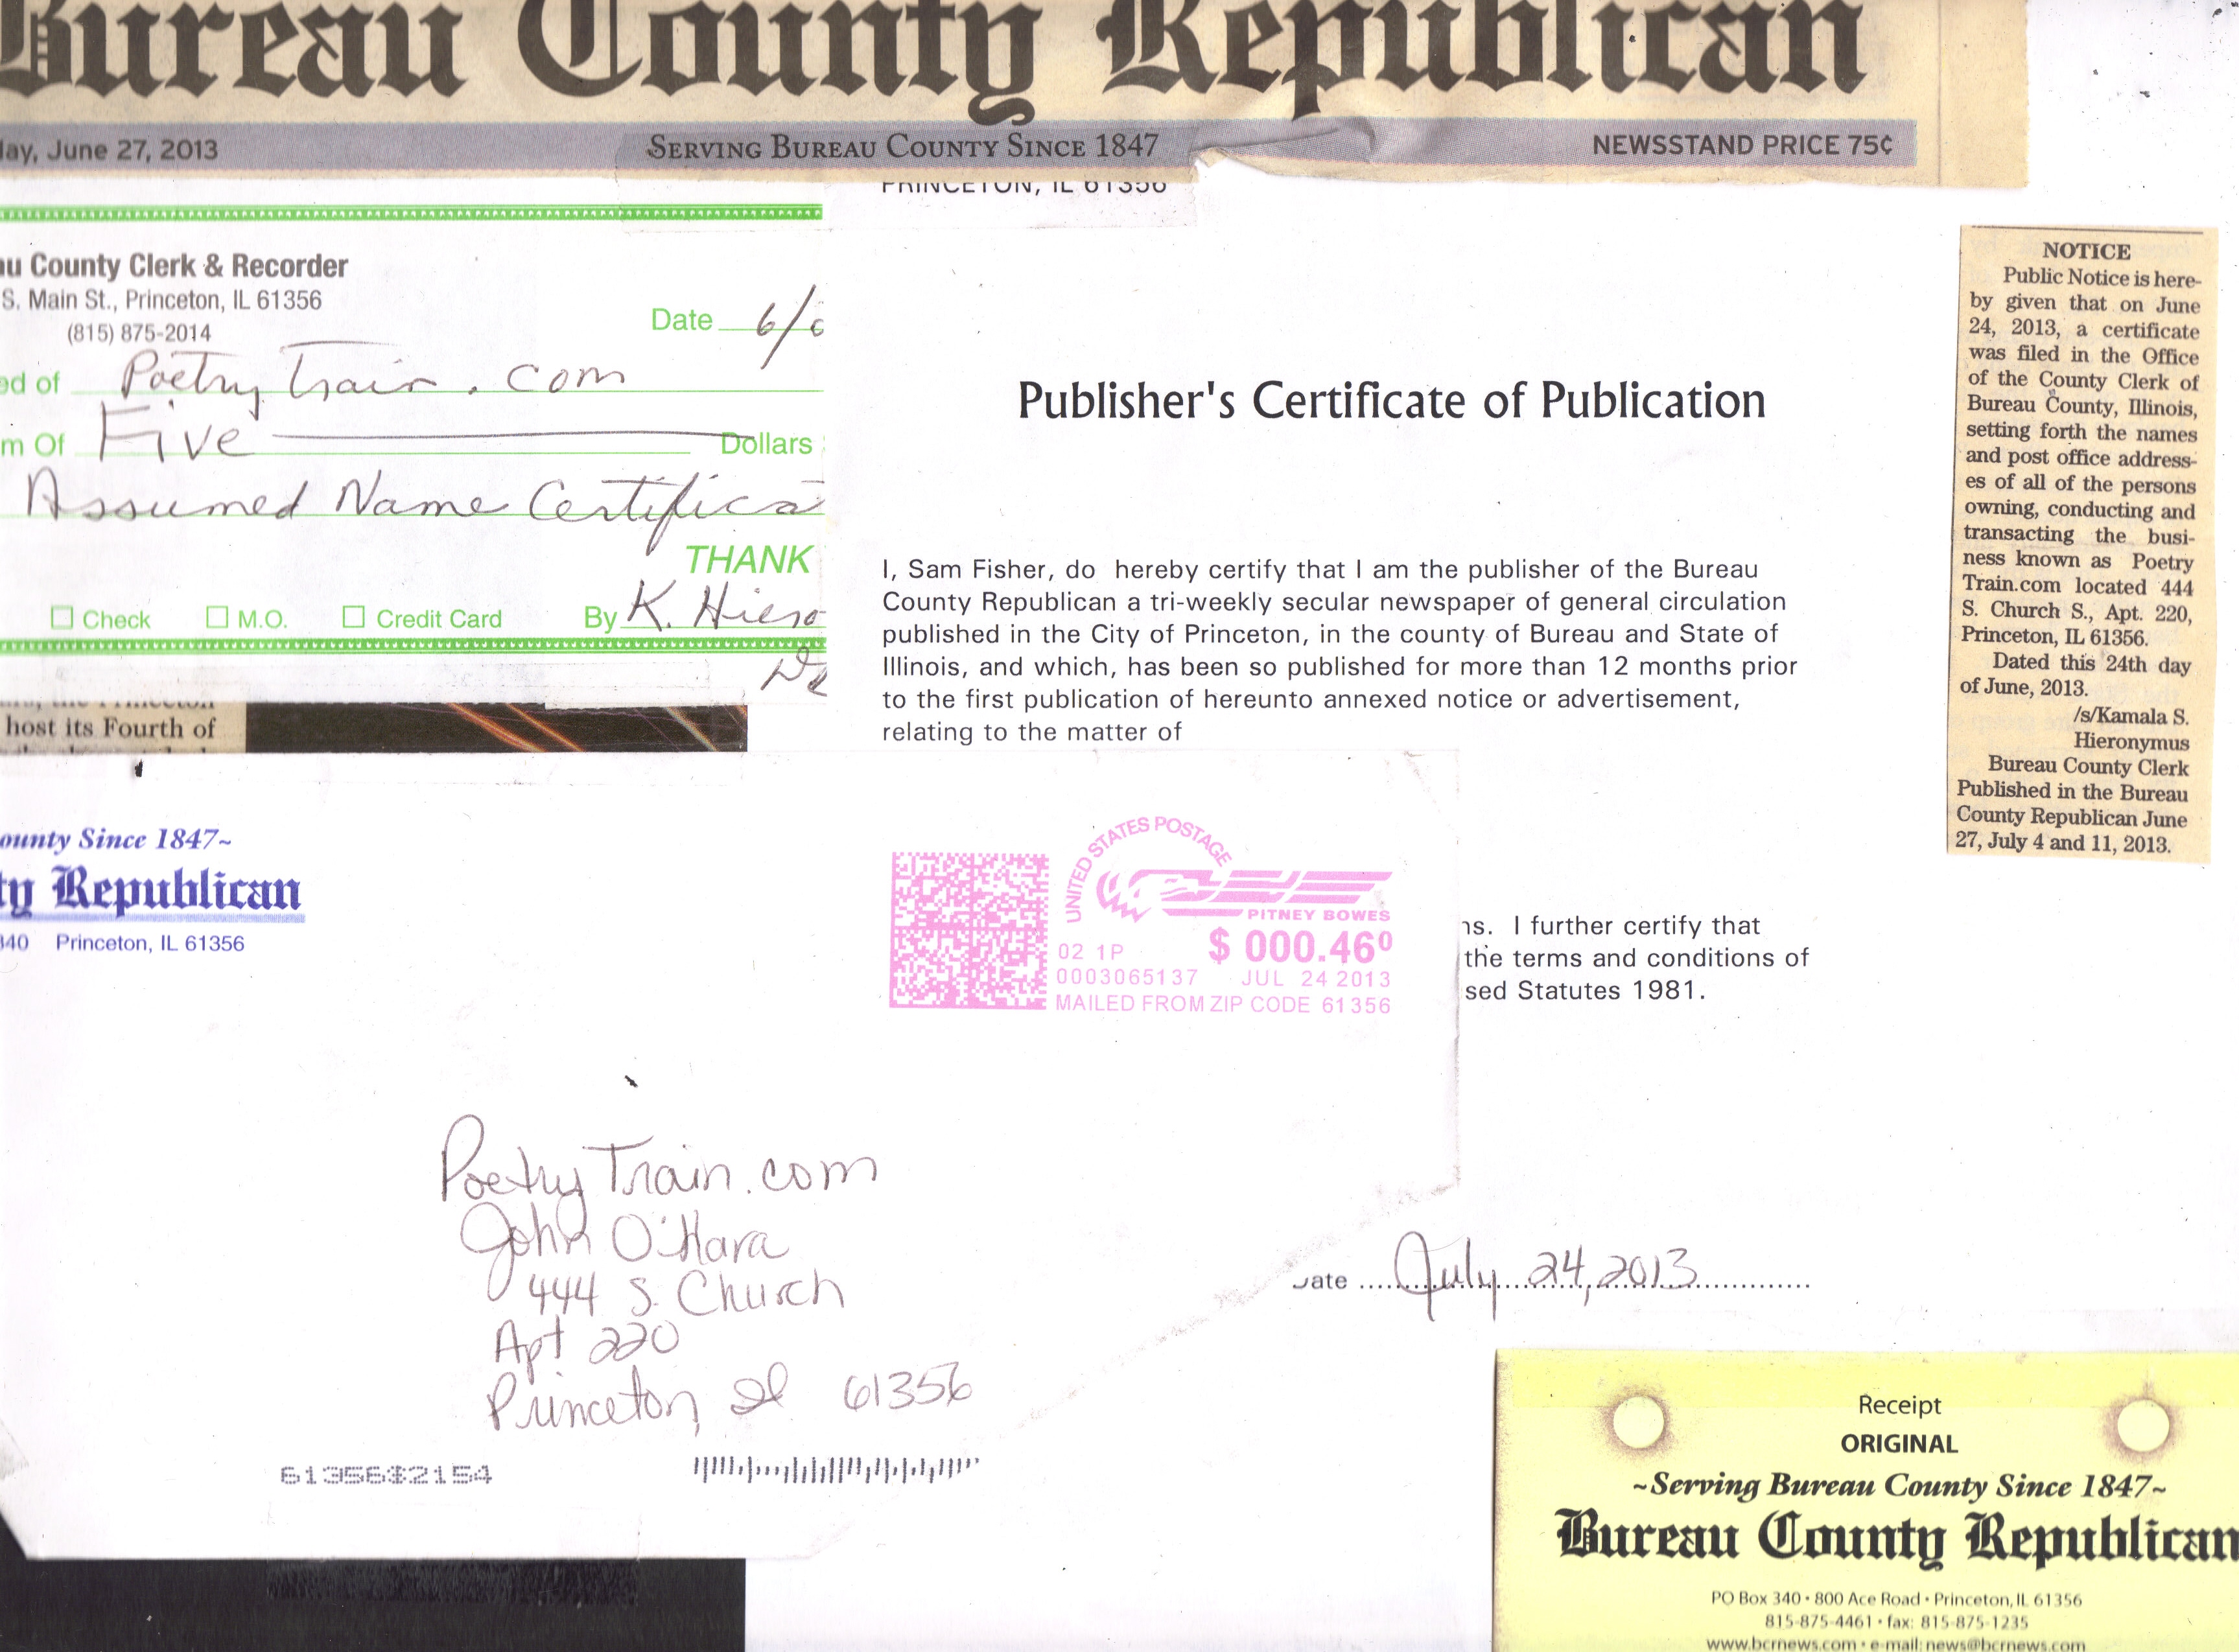 Bureau County Republican
June 27, 2013 SERVING BUREAU COUNTY SINCE 1847 NEWSSTAND PRICE 75¢
PRINCETON, IL 61356
County Clerk & Recorder
S. Main St., Princeton, IL 61356
(815) 875-2014
Date 6/
of PoetryTrain.com
Of Five Dollars
Assumed Name Certifica
THANK
Check M.O. Credit Card By K. Hiero
host its Fourth of
Publisher's Certificate of Publication
I, Sam Fisher, do hereby certify that I am the publisher of the Bureau
County Republican a tri-weekly secular newspaper of general circulation
published in the City of Princeton, in the county of Bureau and State of
Illinois, and which, has been so published for more than 12 months prior
to the first publication of hereunto annexed notice or advertisement,
relating to the matter of
NOTICE
Public Notice is here-
by given that on June
24, 2013, a certificate
was filed in the Office
of the County Clerk of
Bureau County, Illinois,
setting forth the names
and post office address-
es of all of the persons
owning, conducting and
transacting the busi-
ness known as Poetry
Train.com located 444
S. Church S., Apt. 220,
Princeton, IL 61356.
Dated this 24th day
of June, 2013.
/s/Kamala S.
Hieronymus
Bureau County Clerk
Published in the Bureau
County Republican June
27, July 4 and 11, 2013.
ounty Since 1847~
ty Republican
340 Princeton, IL 61356
UNITED STATES POSTAGE
PITNEY BOWES
02 1P $ 000.46⁰
0003065137 JUL 24 2013
MAILED FROM ZIP CODE 61356
ns. I further certify that
the terms and conditions of
sed Statutes 1981.
PoetryTrain.com
John O'Hara
444 S. Church
Apt 220
Princeton, Il 61356
61356$2154
Date July 24, 2013
Receipt
ORIGINAL
~Serving Bureau County Since 1847~
Bureau County Republican
PO Box 340 • 800 Ace Road • Princeton, IL 61356
815-875-4461 • fax: 815-875-1235
www.bcrnews.com • e-mail: news@bcrnews.com